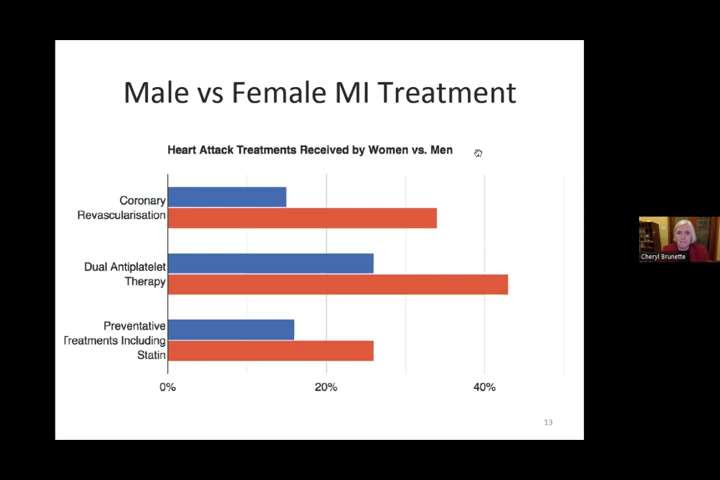 Male vs Female MI Treatment
Heart Attack Treatments Received by Women vs. Men
Coronary
Revascularisation
Dual Antiplatelet
Therapy
Preventative
Treatments Including
Statin
0%
20%
40%
13
Cheryl Brunette